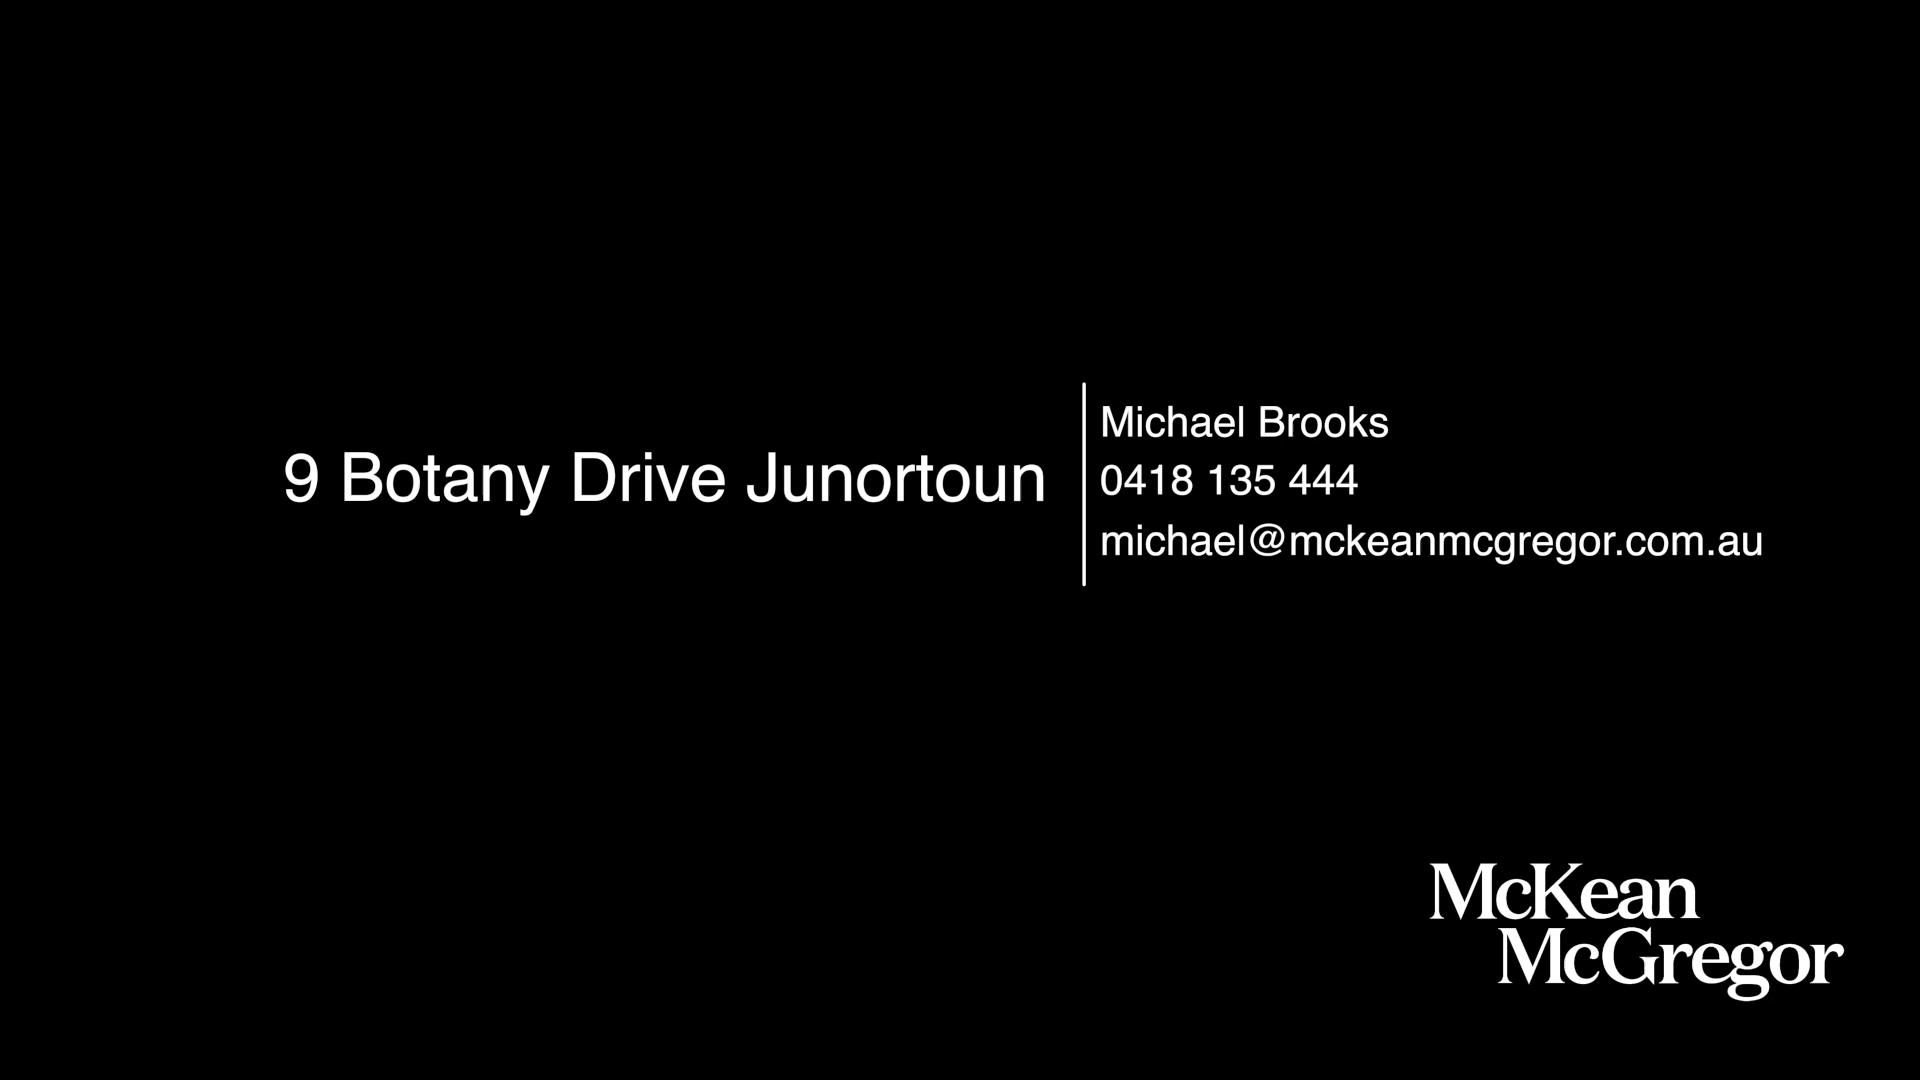 9 Botany Drive Junortoun
Michael Brooks
0418 135 444
michael@mckeanmcgregor.com.au
McKean
McGregor